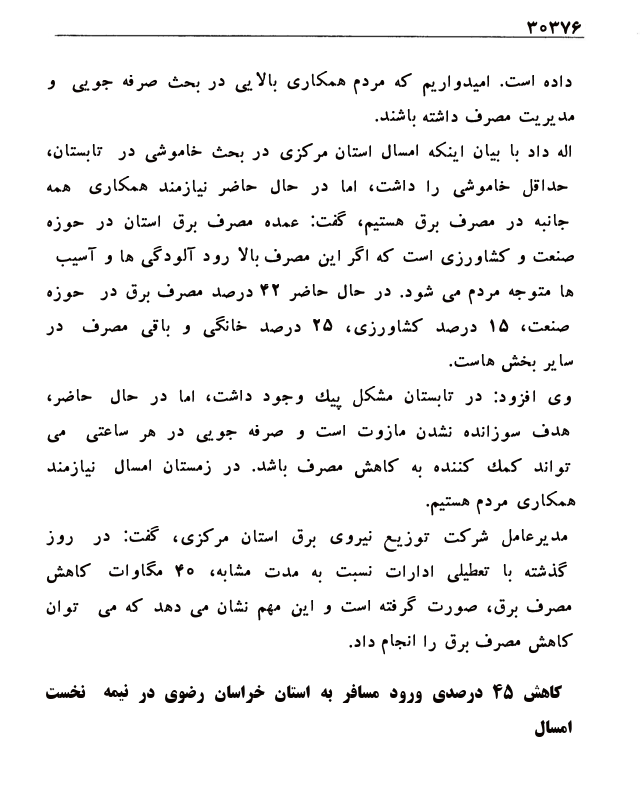 ۳۰۳۷۶
داده است. امیدواریم که مردم همکاری بالایی در بحث صرفه جویی و
مدیریت مصرف داشته باشند.
اله داد با بیان اینکه امسال استان مرکزی در بحث خاموشی در تابستان،
حداقل خاموشی را داشت، اما در حال حاضر نیازمند همکاری همه
جانبه در مصرف برق هستیم، گفت: عمده مصرف برق استان در حوزه
صنعت و کشاورزی است که اگر این مصرف بالا رود آلودگی ها و آسیب
ها متوجه مردم می شود. در حال حاضر ۴۲ درصد مصرف برق در حوزه
صنعت، ۱۵ درصد کشاورزی، ۲۵ درصد خانگی و باقی مصرف در
سایر بخش هاست.
وی افزود: در تابستان مشکل پیك وجود داشت، اما در حال حاضر،
هدف سوزانده نشدن مازوت است و صرفه جویی در هر ساعتی می
تواند کمك کننده به کاهش مصرف باشد. در زمستان امسال نیازمند
همکاری مردم هستیم.
مدیرعامل شرکت توزیع نیروی برق استان مرکزی، گفت: در روز
گذشته با تعطیلی ادارات نسبت به مدت مشابه، ۴۰ مگاوات کاهش
مصرف برق، صورت گرفته است و این مهم نشان می دهد که می توان
کاهش مصرف برق را انجام داد.
کاهش ۴۵ درصدی ورود مسافر به استان خراسان رضوی در نیمه نخست
امسال